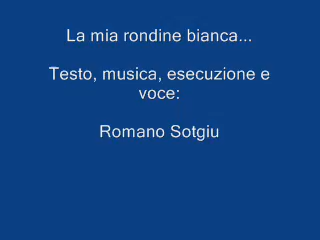 La mia rondine bianca...
Testo, musica, esecuzione e
voce:
Romano Sotgiu